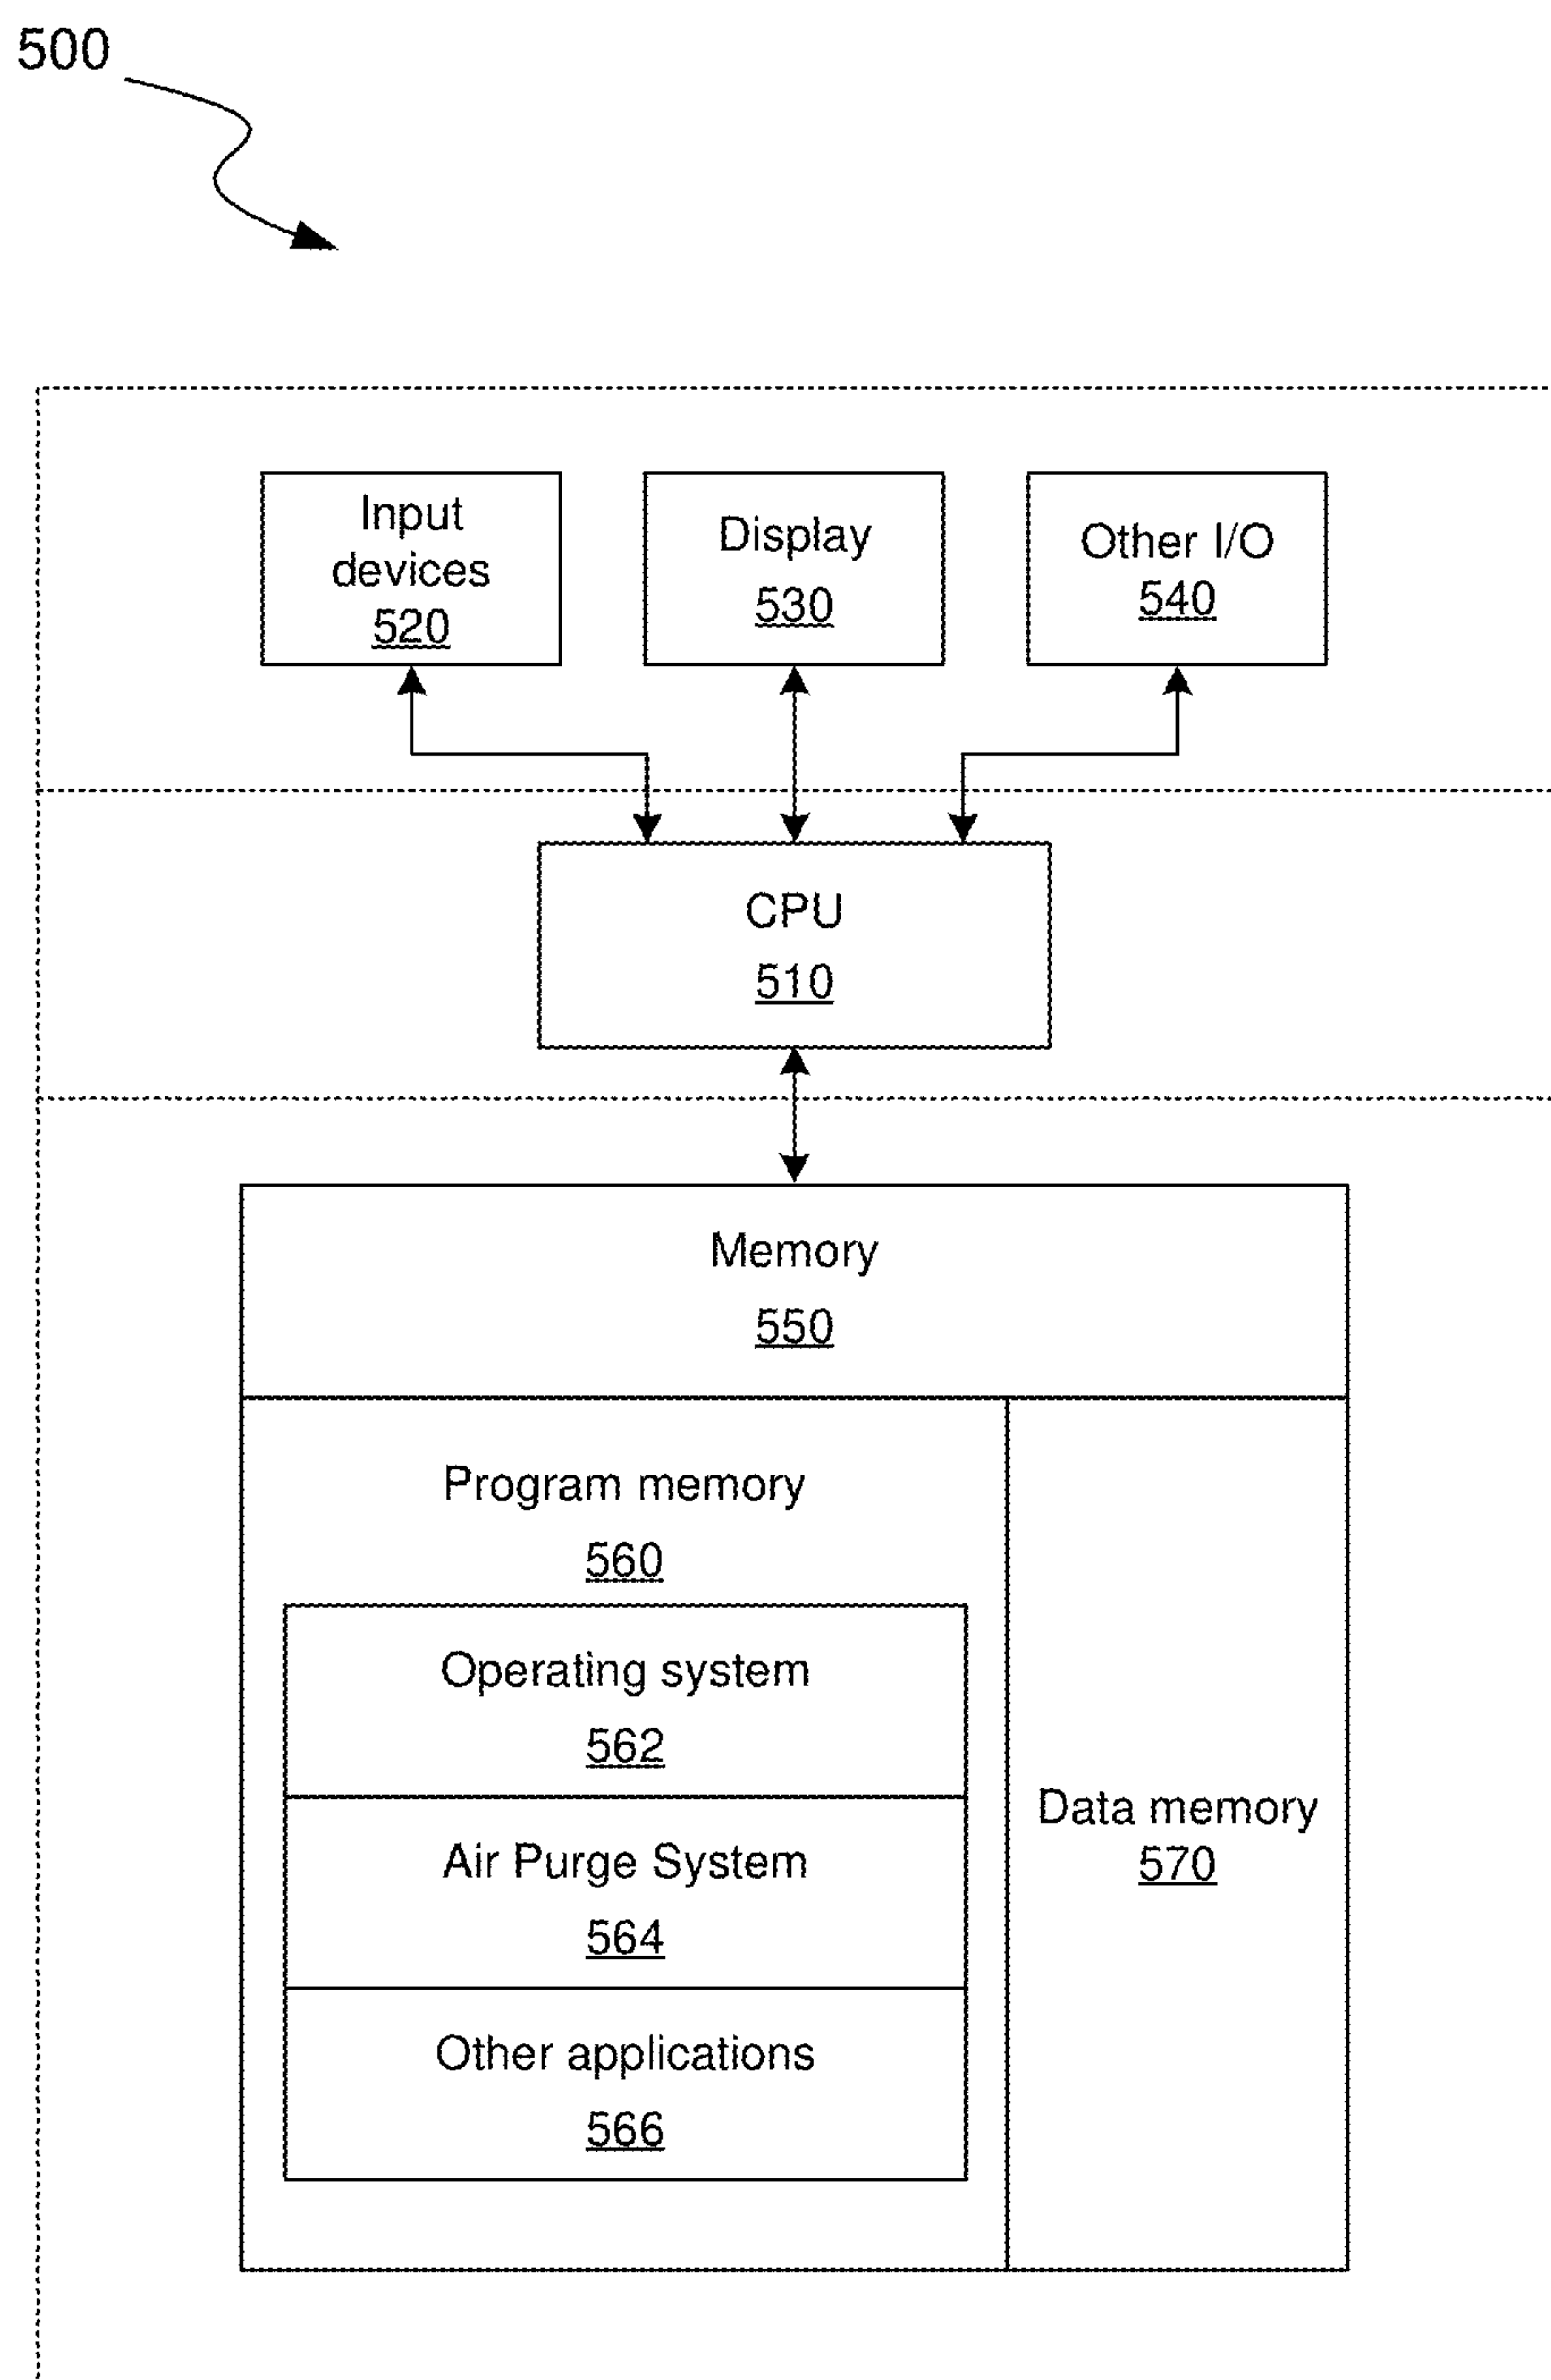 500
Input
devices
520
Display
530
Other I/O
540
CPU
510
Memory
550
Program memory
560
Operating system
562
Air Purge System
564
Other applications
566
Data memory
570